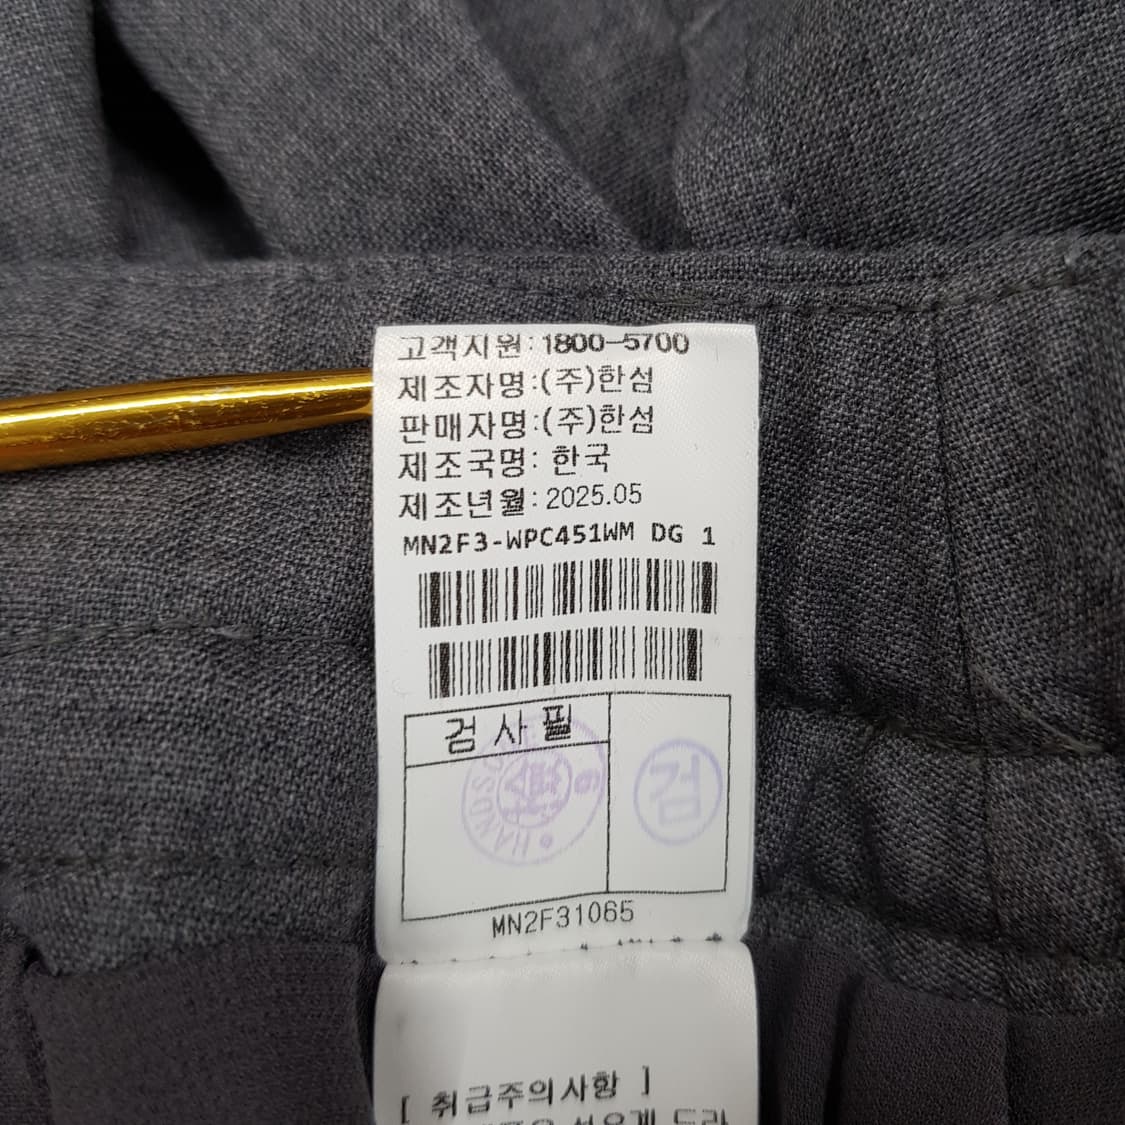 고객지원:1800-5700
제조자명:(주)한섬
판매자명:(주)한섬
제조국명: 한국
제조년월:2025.05
MN2F3-WPC451WM DG 1
검사필
검
MN2F31065
[ 취급주의사항 ]